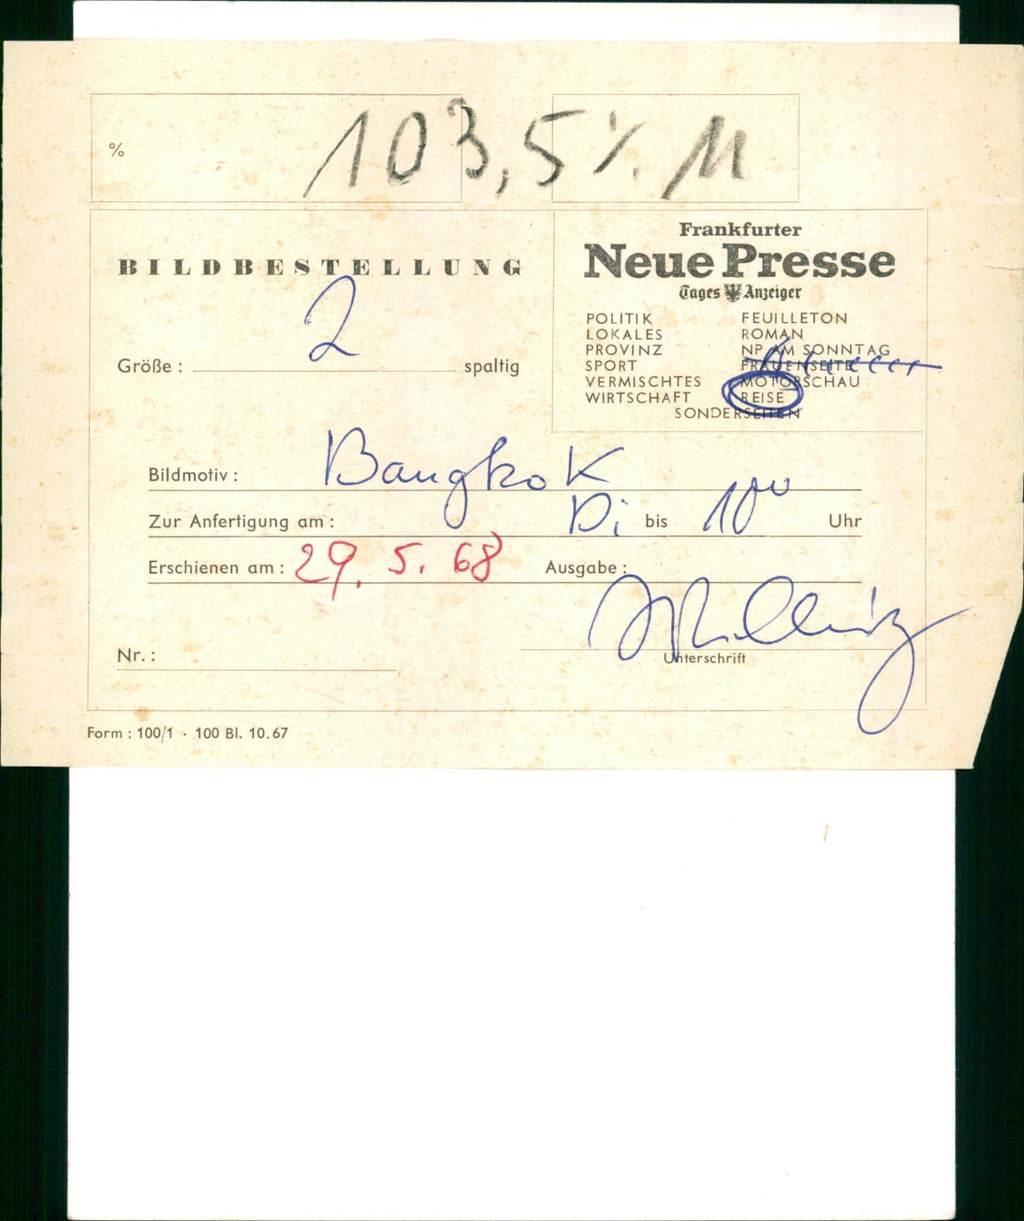 % 103,5 % M
BILDBESTELLUNG
Größe : 2 spaltig
Frankfurter
Neue Presse
Tages Anzeiger
POLITIK FEUILLETON
LOKALES ROMAN
PROVINZ NP AM SONNTAG
SPORT FRAUENSEITE
VERMISCHTES MOTORSCHAU
WIRTSCHAFT REISE
SONDERSEITEN
Bildmotiv : Bangkok
Zur Anfertigung am : Di bis 10⁰⁰ Uhr
Erschienen am : 29. 5. 68 Ausgabe :
Nr. : Unterschrift
Form : 100/1 · 100 Bl. 10.67